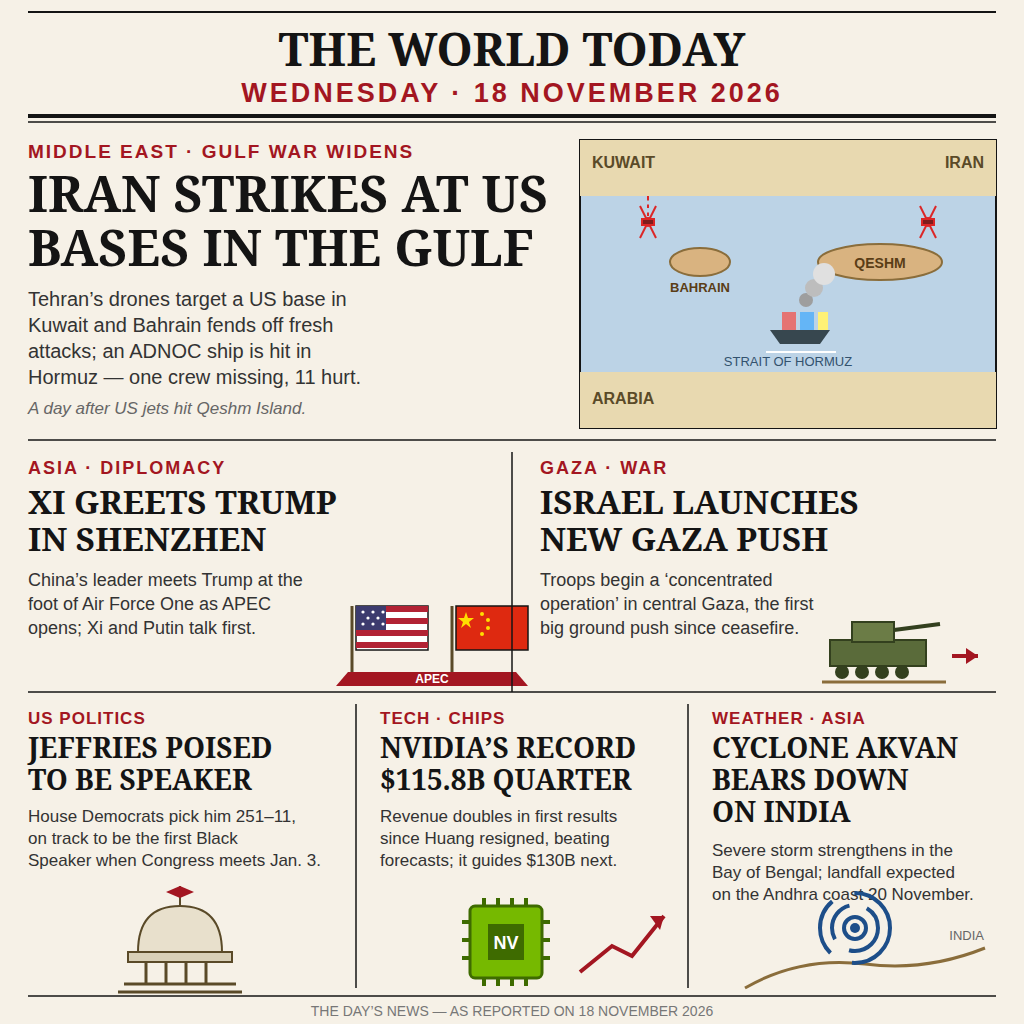 THE WORLD TODAY
WEDNESDAY · 18 NOVEMBER 2026
MIDDLE EAST · GULF WAR WIDENS
IRAN STRIKES AT US
BASES IN THE GULF
Tehran’s drones target a US base in
Kuwait and Bahrain fends off fresh
attacks; an ADNOC ship is hit in
Hormuz — one crew missing, 11 hurt.
A day after US jets hit Qeshm Island.
KUWAIT
IRAN
QESHM
BAHRAIN
STRAIT OF HORMUZ
ARABIA
ASIA · DIPLOMACY
XI GREETS TRUMP
IN SHENZHEN
China’s leader meets Trump at the
foot of Air Force One as APEC
opens; Xi and Putin talk first.
APEC
GAZA · WAR
ISRAEL LAUNCHES
NEW GAZA PUSH
Troops begin a ‘concentrated
operation’ in central Gaza, the first
big ground push since ceasefire.
US POLITICS
JEFFRIES POISED
TO BE SPEAKER
House Democrats pick him 251–11,
on track to be the first Black
Speaker when Congress meets Jan. 3.
TECH · CHIPS
NVIDIA’S RECORD
$115.8B QUARTER
Revenue doubles in first results
since Huang resigned, beating
forecasts; it guides $130B next.
NV
WEATHER · ASIA
CYCLONE AKVAN
BEARS DOWN
ON INDIA
Severe storm strengthens in the
Bay of Bengal; landfall expected
on the Andhra coast 20 November.
INDIA
THE DAY’S NEWS — AS REPORTED ON 18 NOVEMBER 2026